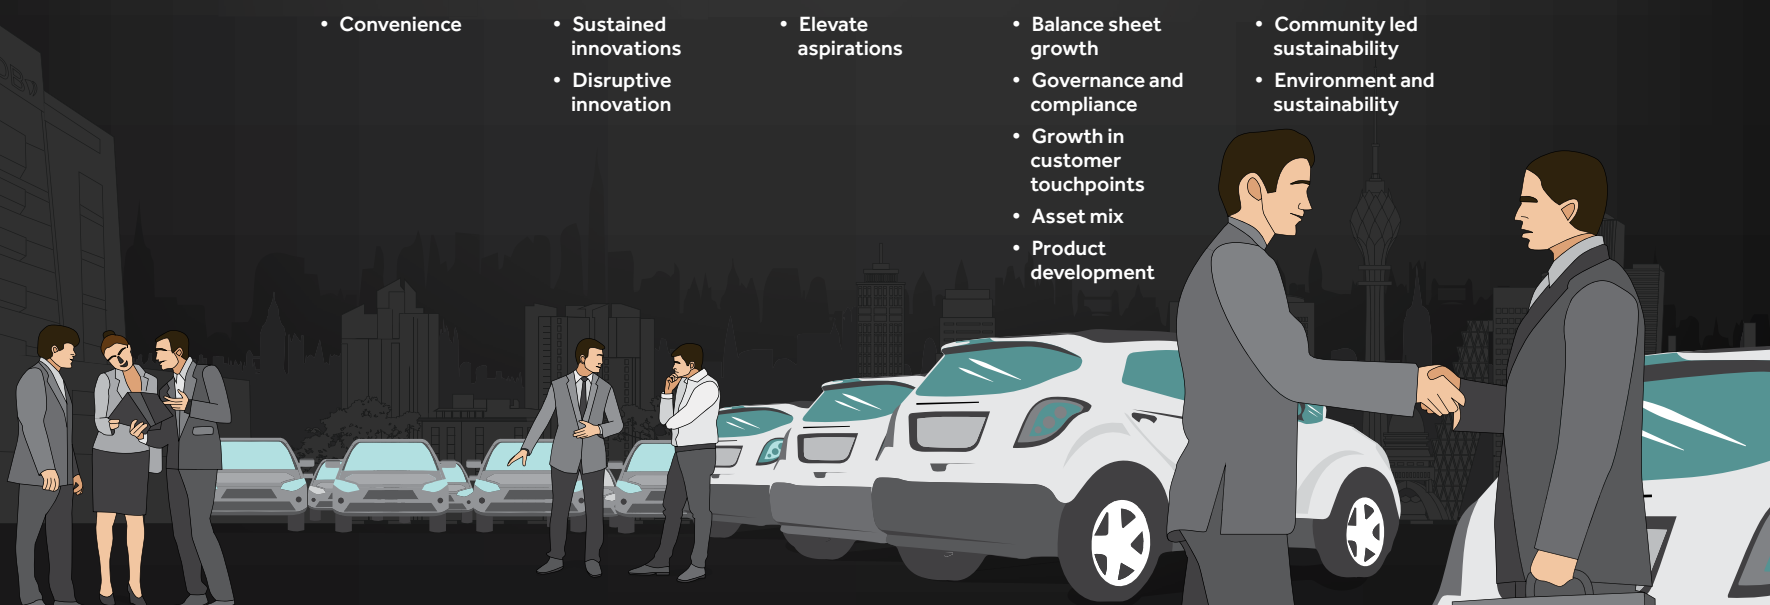 • Convenience
• Sustained
innovations
• Disruptive
innovation
• Elevate
aspirations
• Balance sheet
growth
• Governance and
compliance
• Growth in
customer
touchpoints
• Asset mix
• Product
development
• Community led
sustainability
• Environment and
sustainability